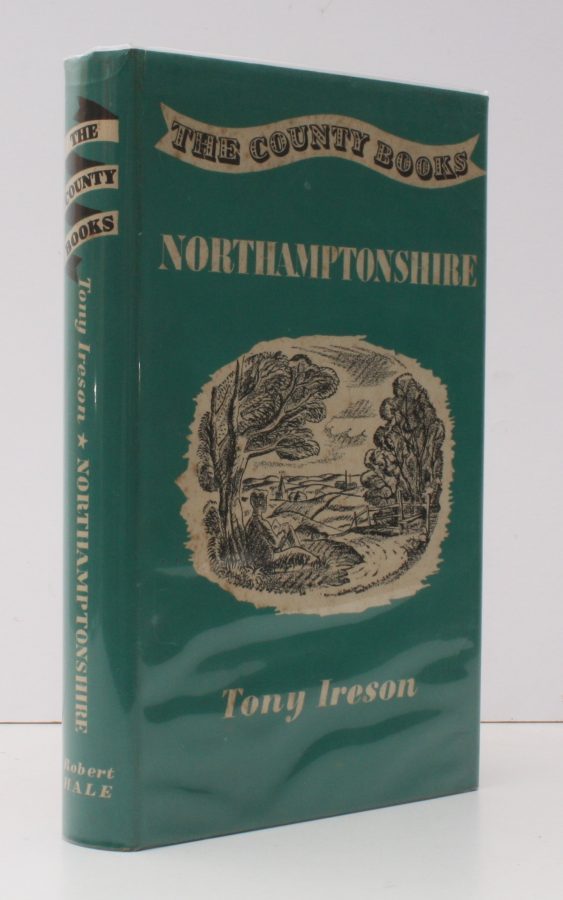 THE COUNTY BOOKS
NORTHAMPTONSHIRE
Tony Ireson
THE
COUNTY
BOOKS
Tony Ireson ★ NORTHAMPTONSHIRE
Robert
HALE